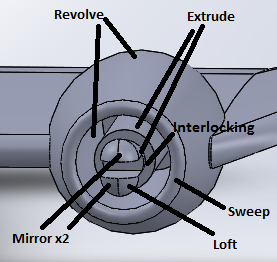 Revolve
Extrude
Interlocking
Sweep
Mirror x2
Loft